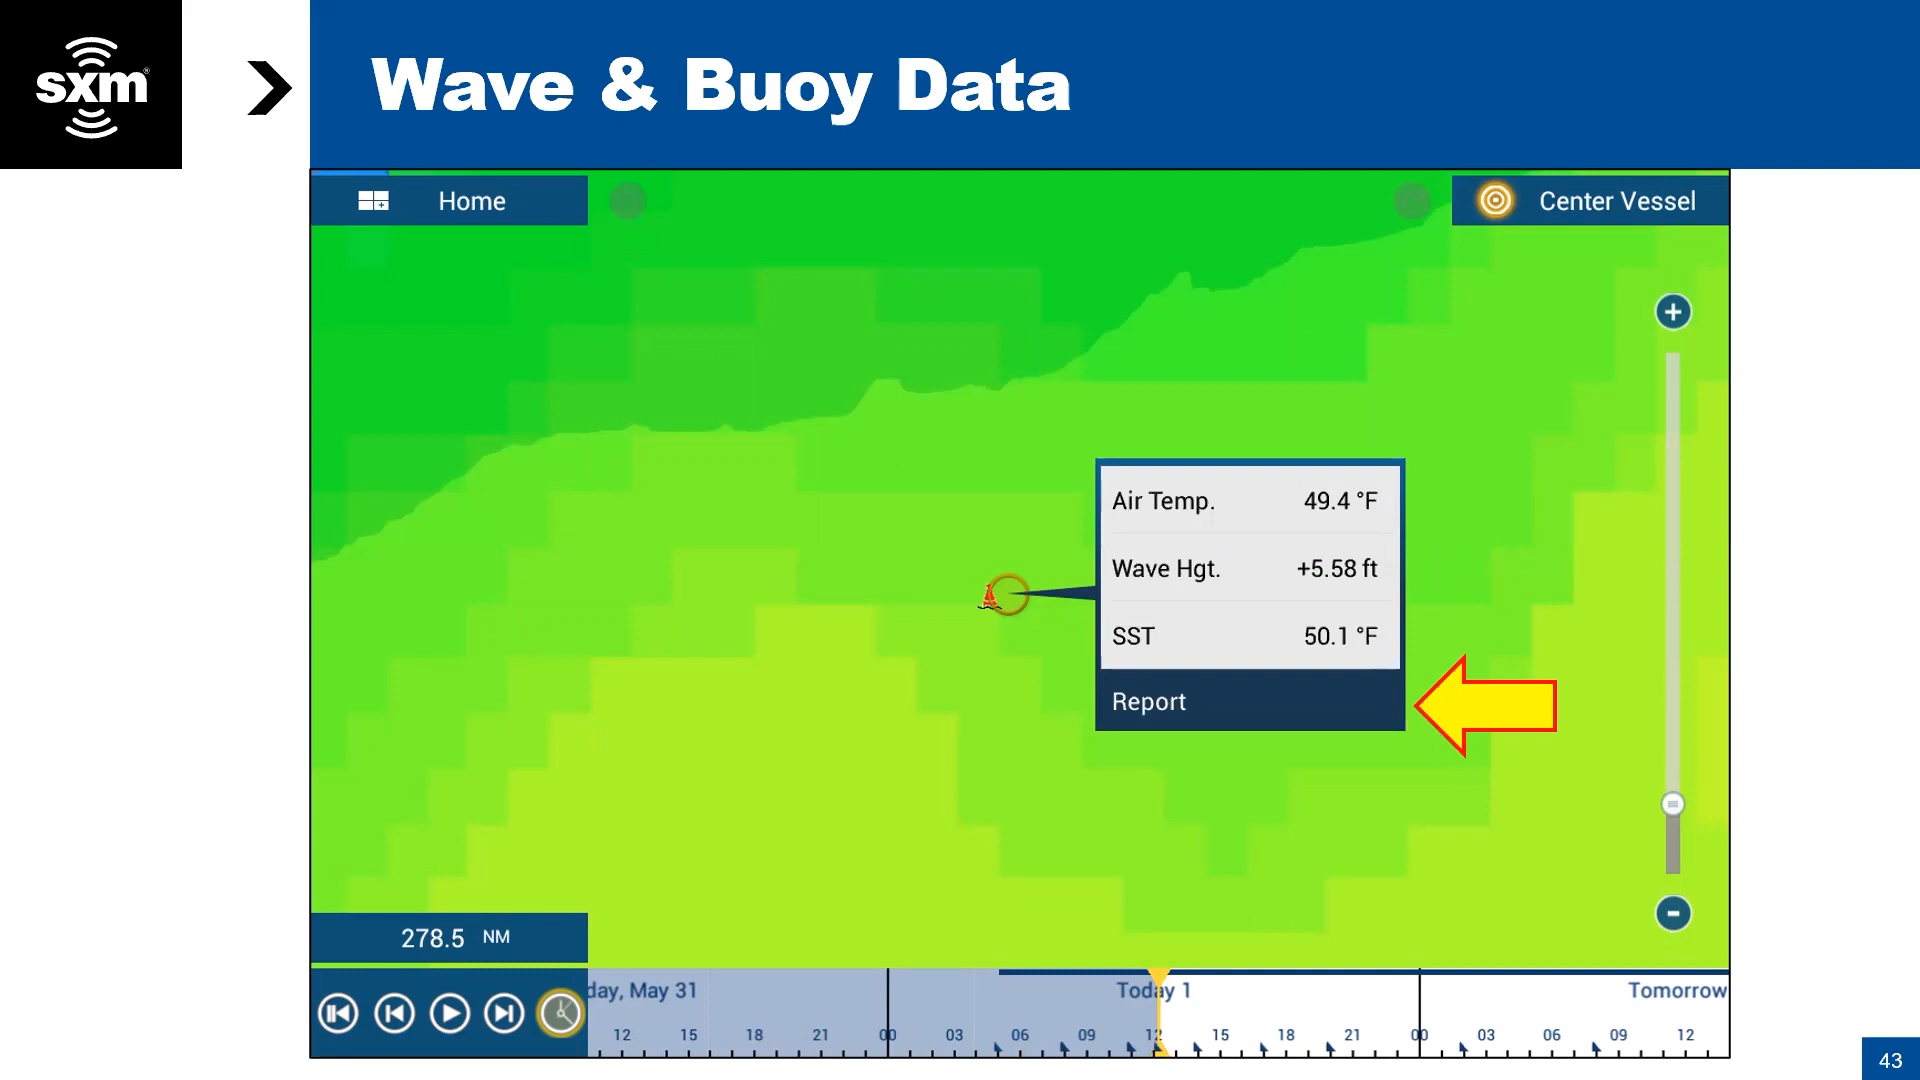 sxm
Wave & Buoy Data
Home
Center Vessel
Air Temp. 49.4 °F
Wave Hgt. +5.58 ft
SST 50.1 °F
Report
278.5 NM
day, May 31 Today 1 Tomorrow
12 15 18 21 00 03 06 09 12 15 18 21 00 03 06 09 12
43